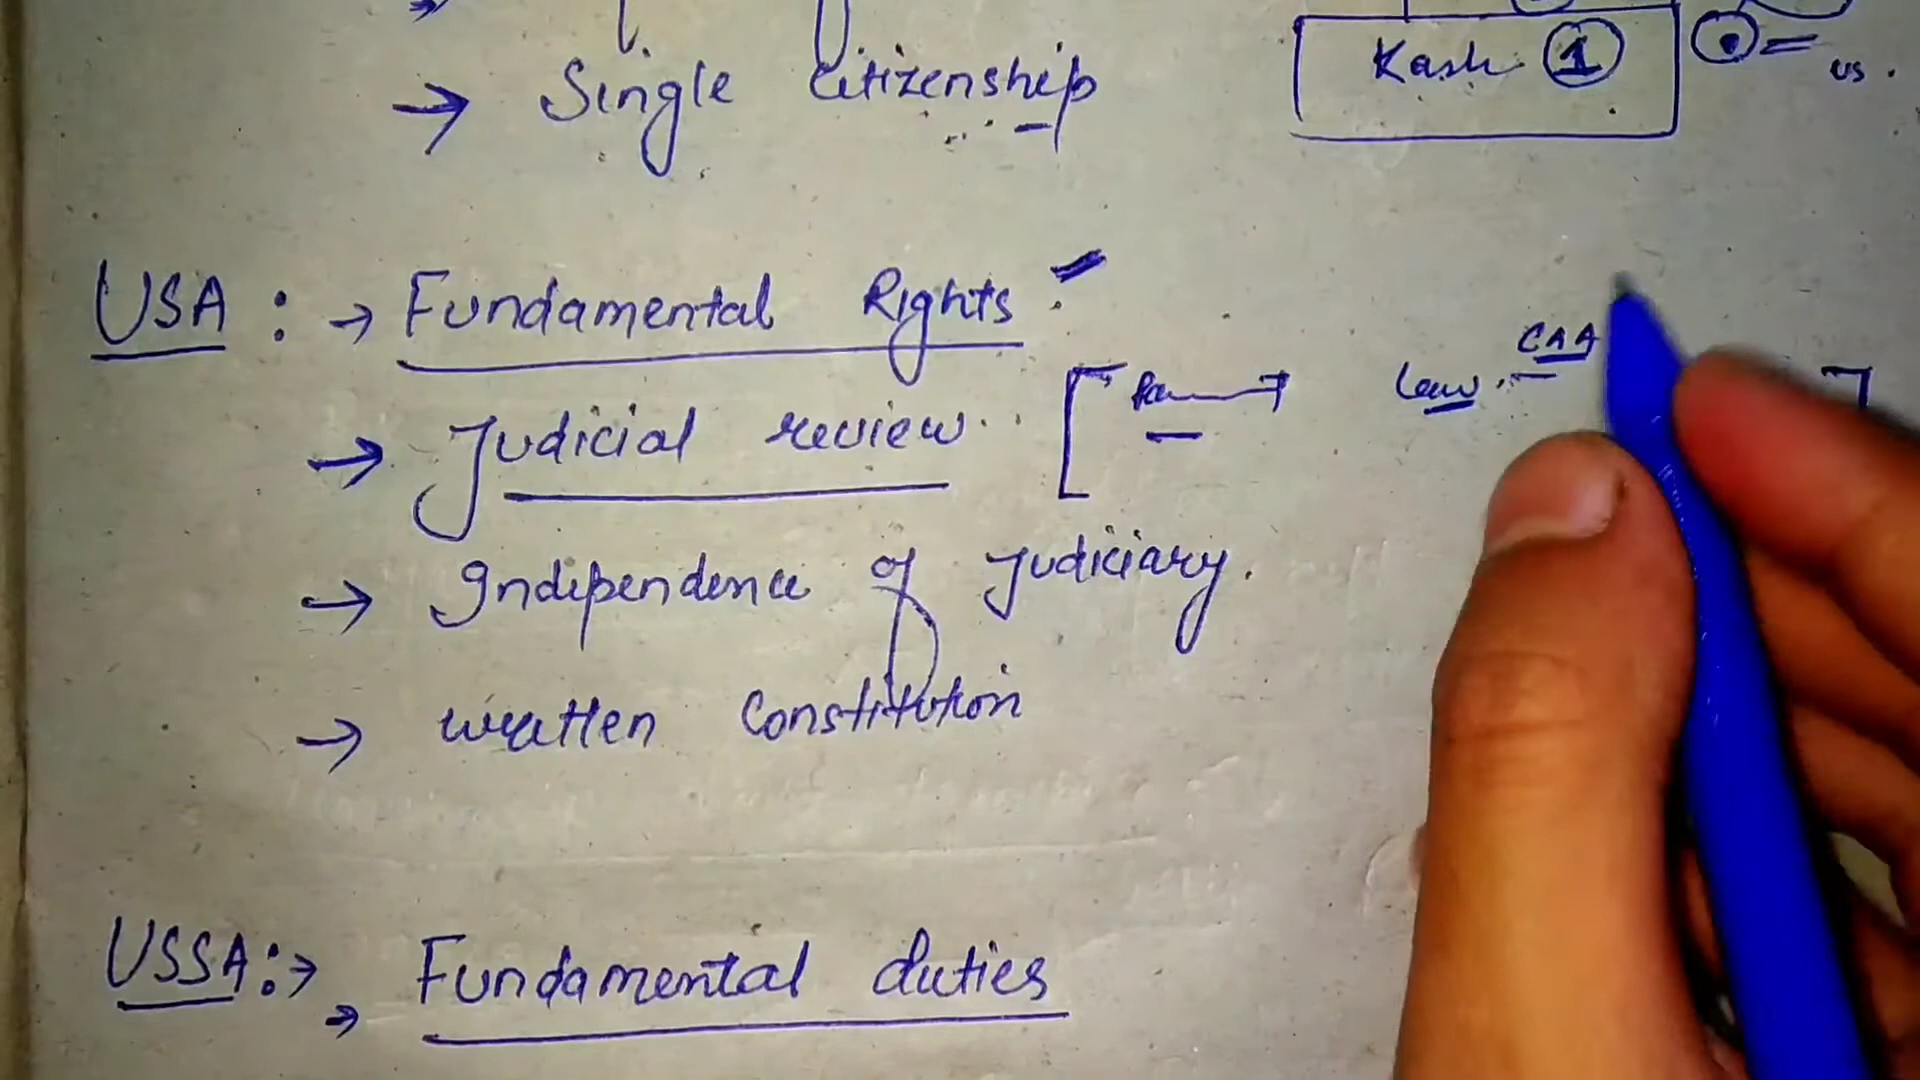 → Single Citizenship
Kash 1
= us.
USA : → Fundamental Rights
CAA
→ Judicial review [ Law ]
→ Independence of Judiciary.
→ written Constitution
USSA : →
→ Fundamental duties